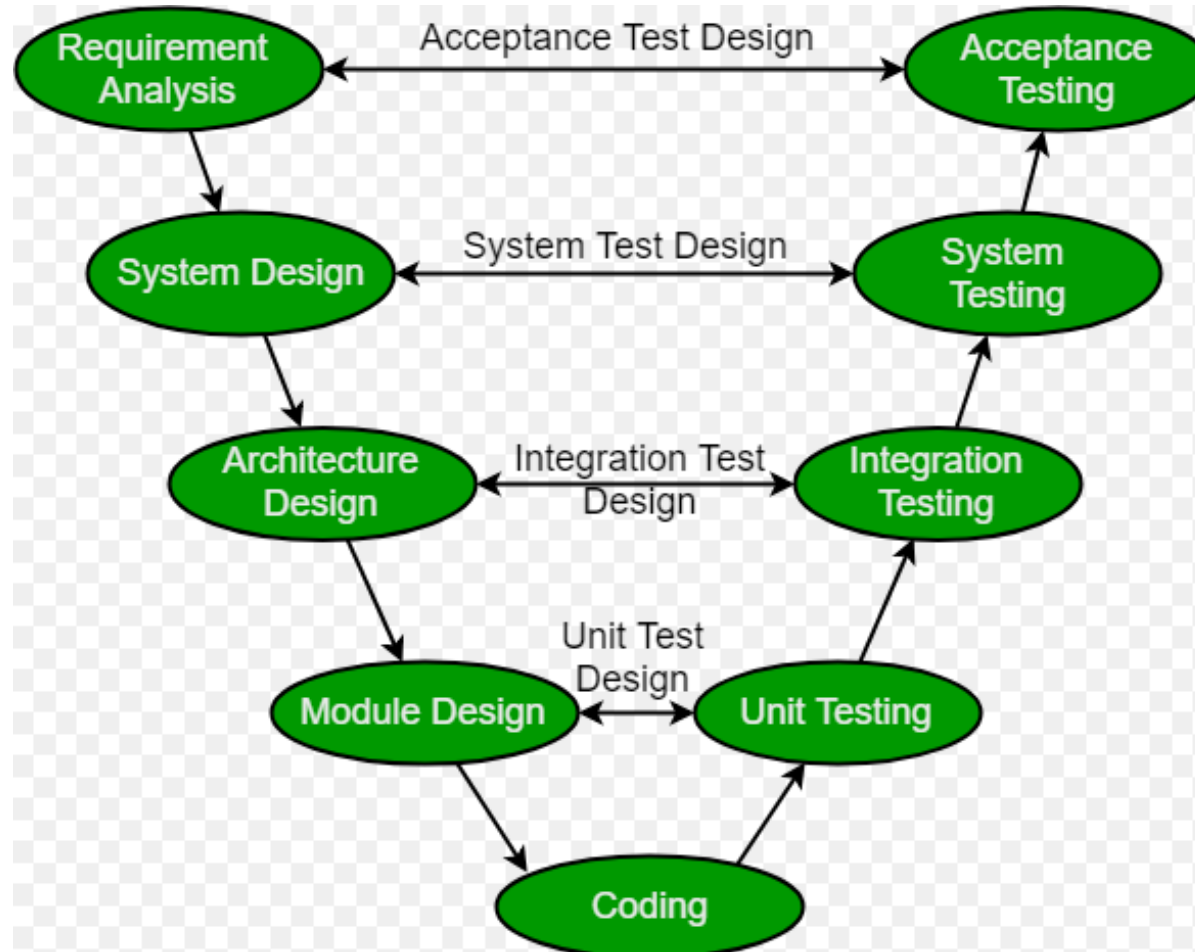 Requirement
Analysis
Acceptance Test Design
Acceptance
Testing
System Design
System Test Design
System
Testing
Architecture
Design
Integration Test
Design
Integration
Testing
Module Design
Unit Test
Design
Unit Testing
Coding